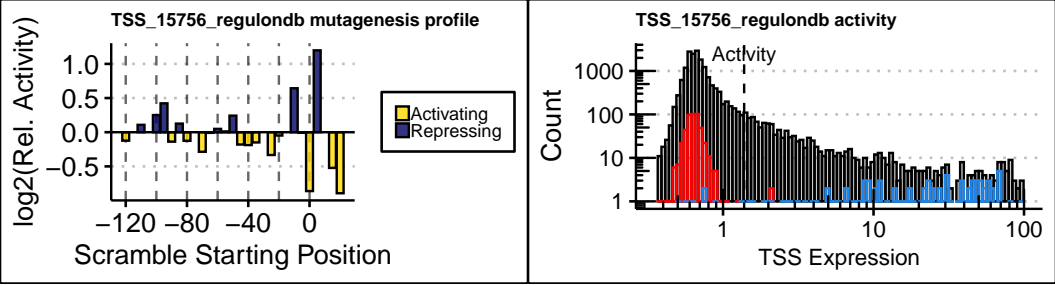 TSS_15756_regulondb mutagenesis profile
log2(Rel. Activity)
1.0
0.5
0.0
−0.5
−120 −80 −40 0
Scramble Starting Position
Activating
Repressing
TSS_15756_regulondb activity
Activity
Count
1000
100
10
1
1 10 100
TSS Expression